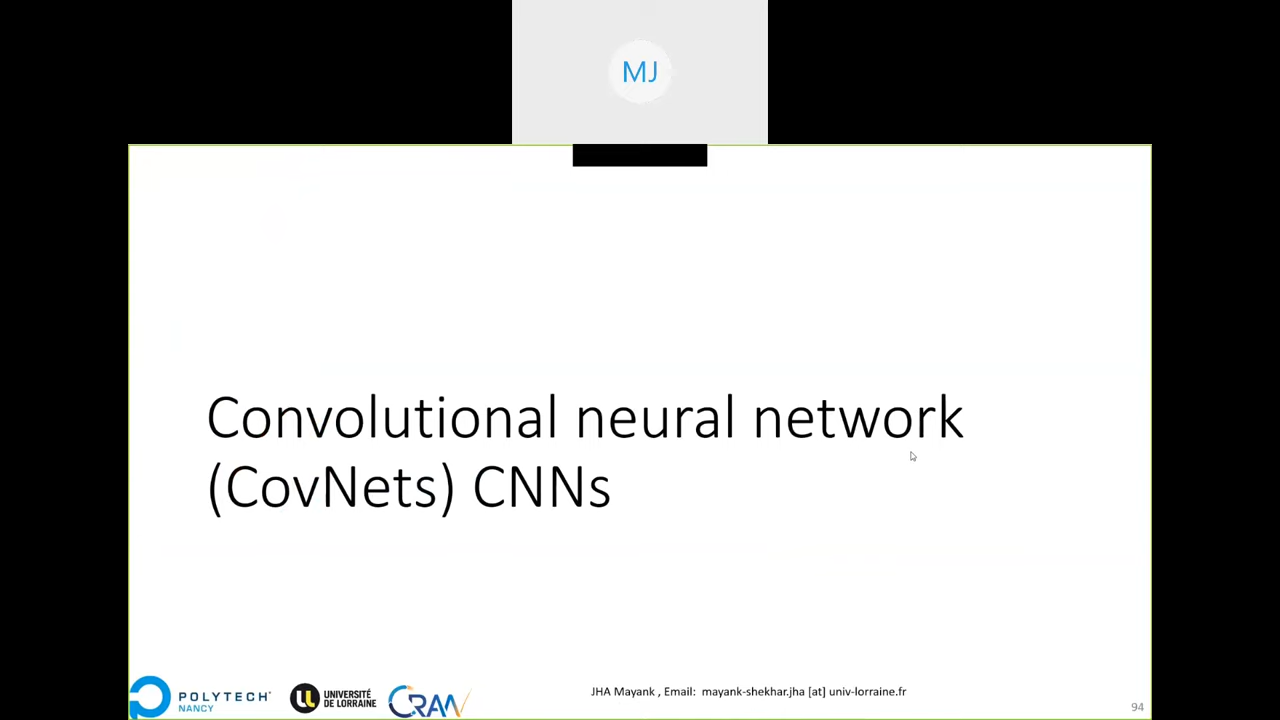 MJ
Convolutional neural network
(CovNets) CNNs
POLYTECH
NANCY
UNIVERSITÉ
DE LORRAINE
CRAN
JHA Mayank , Email: mayank-shekhar.jha [at] univ-lorraine.fr
94